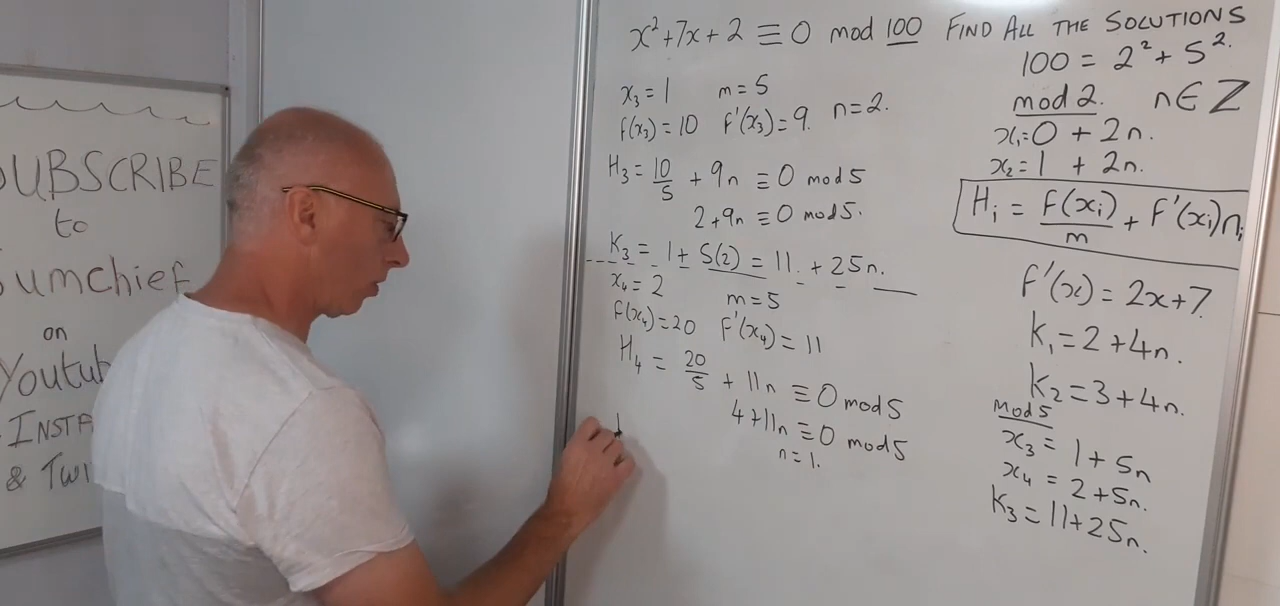 SUBSCRIBE
to
Sumchief
on
Youtub
INSTA
& Twi
x²+7x+2 ≡ 0 mod 100 FIND ALL THE SOLUTIONS
x₃=1 m=5
f(x₃)=10 F'(x₃)=9. n=2.
H₃= 10/5 + 9n ≡ 0 mod 5
2+9n ≡ 0 mod 5.
K₃ = 1+5(2) = 11 + 25n.
x₄=2 m=5
f(x₄)=20 F'(x₄)=11
H₄ = 20/5 + 11n ≡ 0 mod 5
4+11n ≡ 0 mod 5
n=1.
100 = 2²+5².
mod 2. n∈Z
x₁=0 + 2n.
x₂=1 + 2n.
Hᵢ = F(xᵢ)/m + F'(xᵢ)nᵢ
F'(x) = 2x+7
K₁=2+4n.
K₂=3+4n.
Mod 5
x₃= 1+5n
x₄ = 2+5n.
K₃=11+25n.